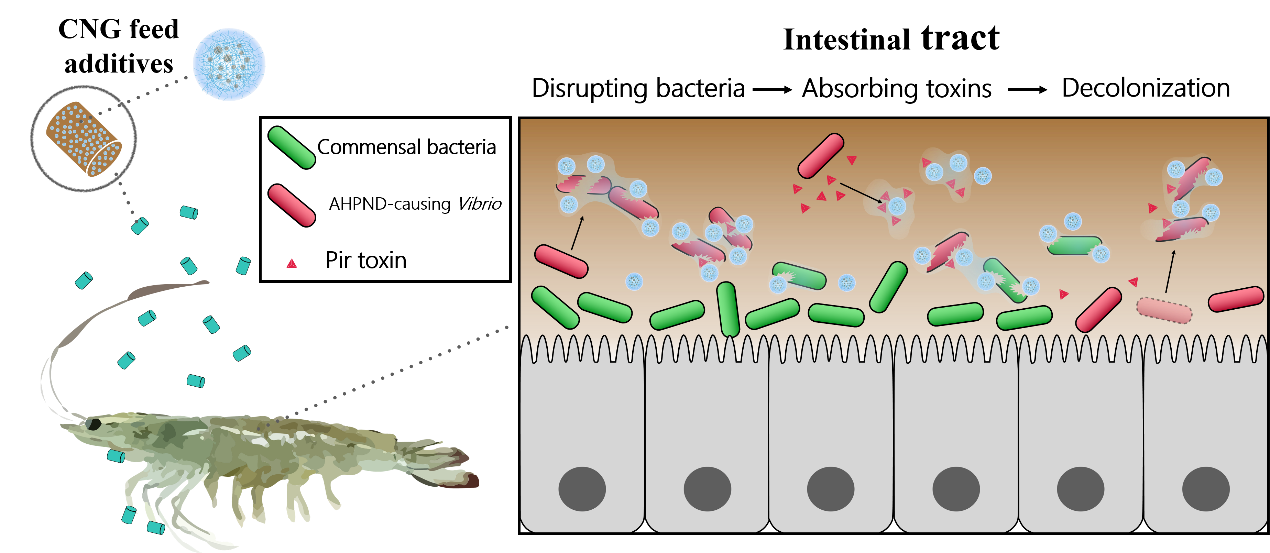 CNG feed
additives
Commensal bacteria
AHPND-causing Vibrio
Pir toxin
Intestinal tract
Disrupting bacteria → Absorbing toxins → Decolonization